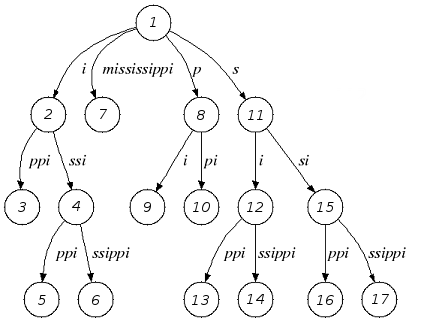 1
i mississippi p s
2 7 8 11
ppi ssi i pi i si
3 4 9 10 12 15
ppi ssippi ppi ssippi ppi ssippi
5 6 13 14 16 17